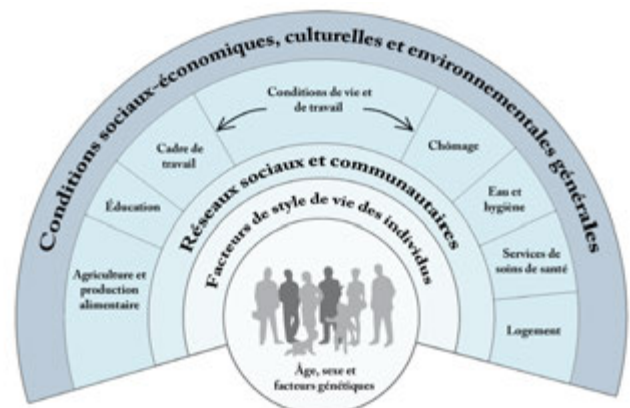 Conditions sociaux-économiques, culturelles et environnementales générales
Conditions de vie et
de travail
Cadre de
travail
Chômage
Éducation
Eau et
hygiène
Agriculture et
production
alimentaire
Services de
soins de santé
Logement
Réseaux sociaux et communautaires
Facteurs de style de vie des individus
Âge, sexe et
facteurs génétiques